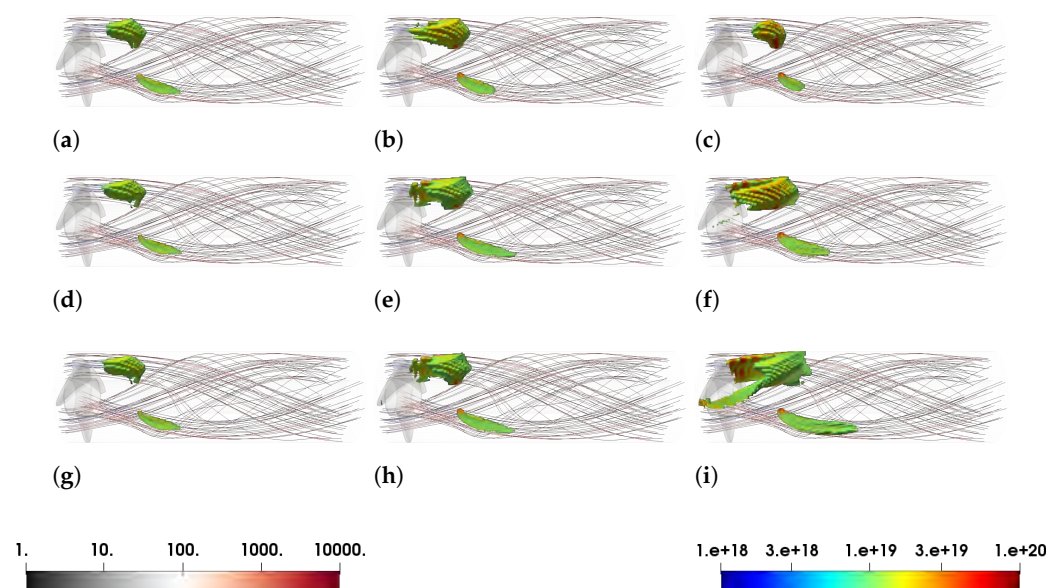 (a) (b) (c)
(d) (e) (f)
(g) (h) (i)
1. 10. 100. 1000. 10000. 1.e+18 3.e+18 1.e+19 3.e+19 1.e+20